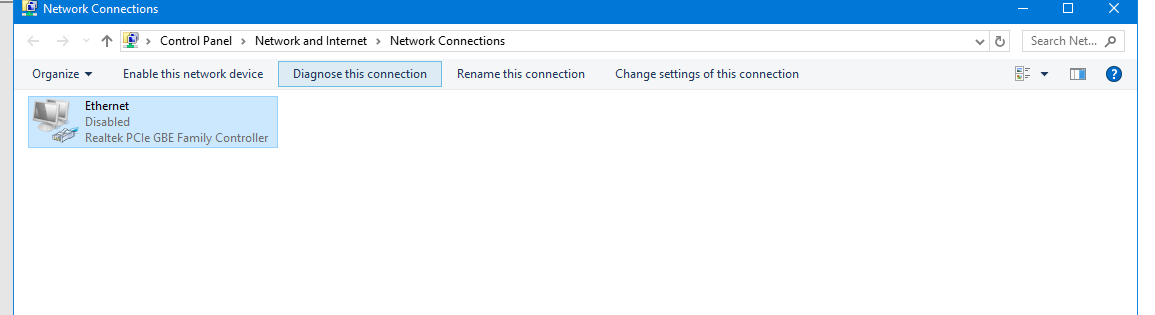 Network Connections
Control Panel > Network and Internet > Network Connections
Search Net...
Organize Enable this network device Diagnose this connection Rename this connection Change settings of this connection
?
Ethernet
Disabled
Realtek PCIe GBE Family Controller